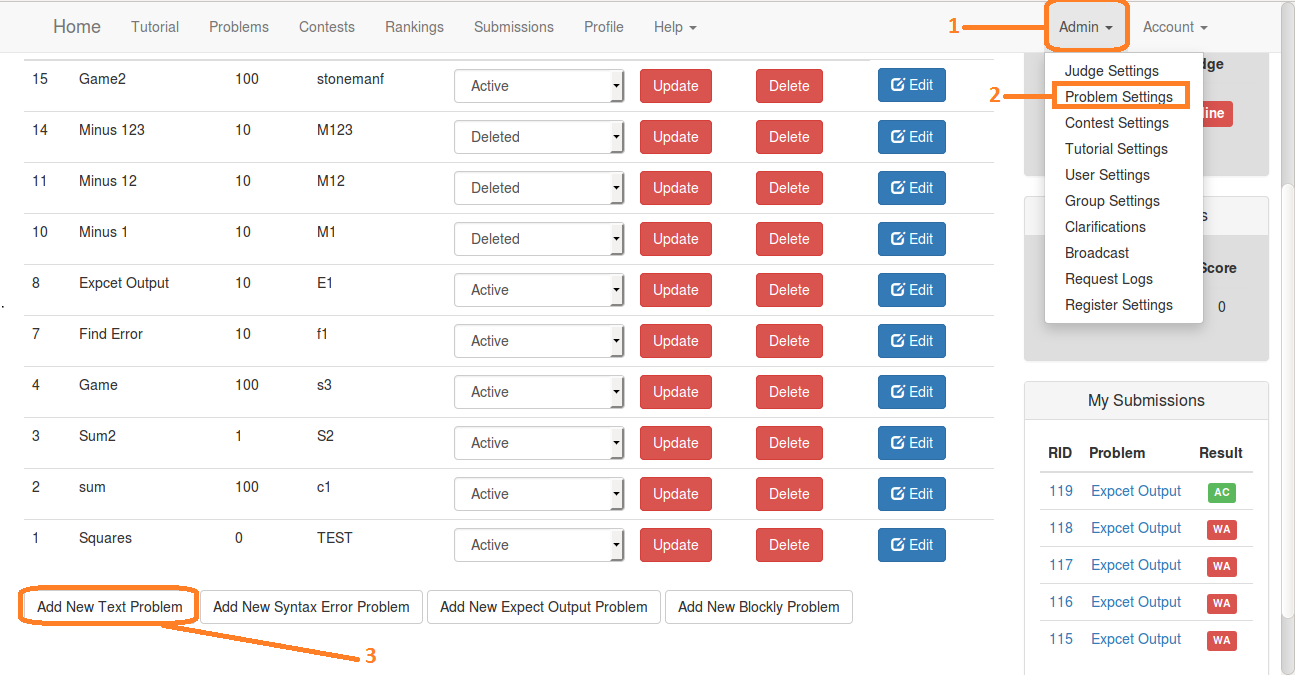 Home Tutorial Problems Contests Rankings Submissions Profile Help 1 Admin Account
15 Game2 100 stonemanf Active Update Delete Edit
14 Minus 123 10 M123 Deleted Update Delete Edit
11 Minus 12 10 M12 Deleted Update Delete Edit
10 Minus 1 10 M1 Deleted Update Delete Edit
8 Expcet Output 10 E1 Active Update Delete Edit
7 Find Error 10 f1 Active Update Delete Edit
4 Game 100 s3 Active Update Delete Edit
3 Sum2 1 S2 Active Update Delete Edit
2 sum 100 c1 Active Update Delete Edit
1 Squares 0 TEST Active Update Delete Edit
Add New Text Problem Add New Syntax Error Problem Add New Expect Output Problem Add New Blockly Problem
3
Judge Settings
2 Problem Settings
Contest Settings
Tutorial Settings
User Settings
Group Settings
Clarifications
Broadcast
Request Logs
Register Settings
Score
0
My Submissions
RID Problem Result
119 Expcet Output AC
118 Expcet Output WA
117 Expcet Output WA
116 Expcet Output WA
115 Expcet Output WA